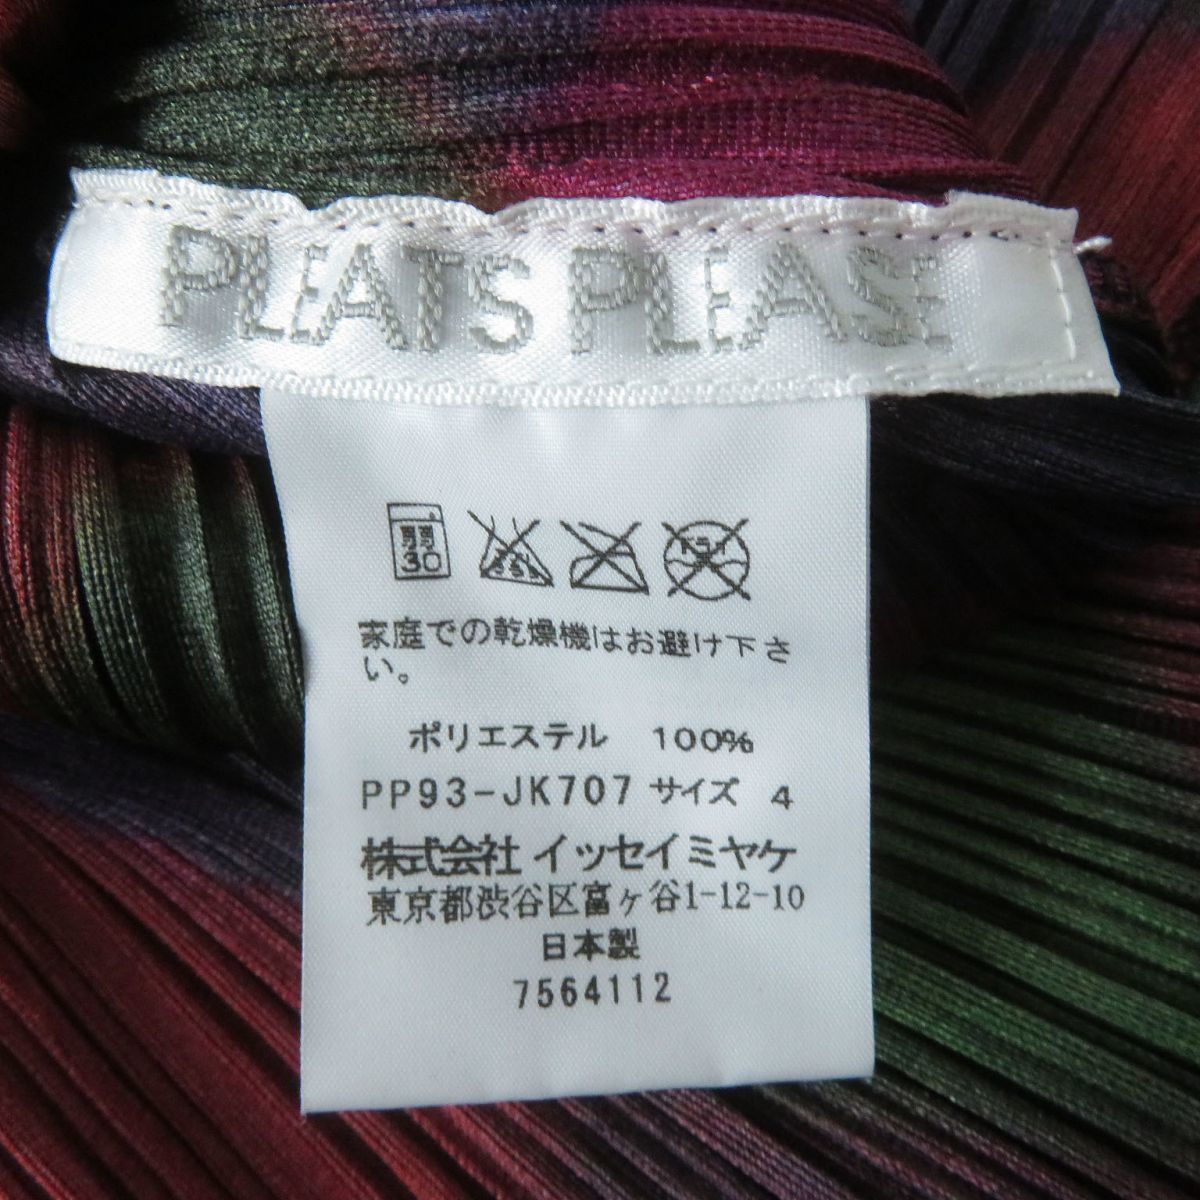 PLEATS PLEASE
30
家庭での乾燥機はお避け下さ
い。
ポリエステル 100%
PP93-JK707 サイズ 4
株式会社 イッセイミヤケ
東京都渋谷区富ヶ谷1-12-10
日本製
7564112